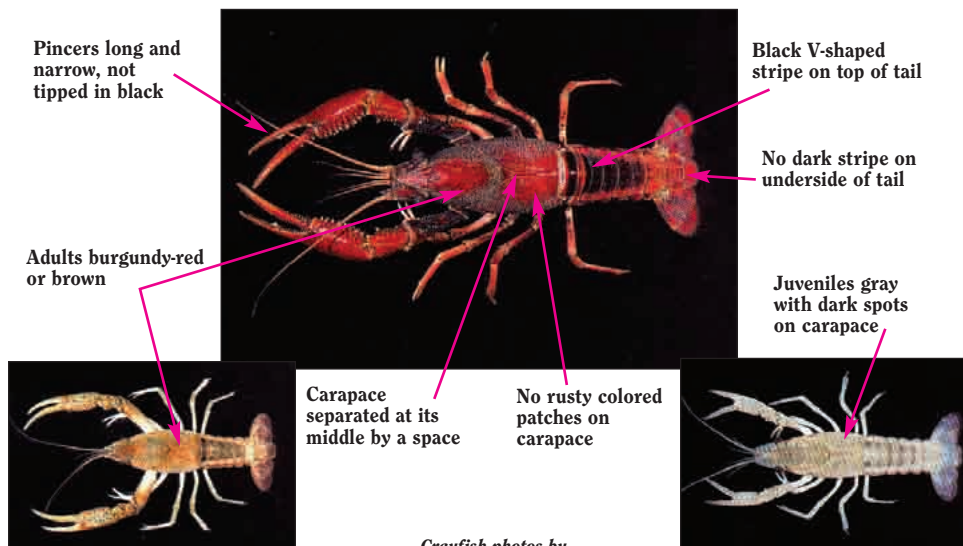 Pincers long and
narrow, not
tipped in black
Black V-shaped
stripe on top of tail
No dark stripe on
underside of tail
Adults burgundy-red
or brown
Juveniles gray
with dark spots
on carapace
Carapace
separated at its
middle by a space
No rusty colored
patches on
carapace
Crayfish photos by